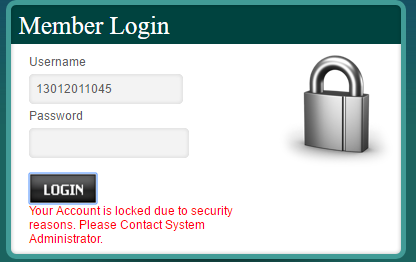 Member Login
Username
13012011045
Password
LOGIN
Your Account is locked due to security
reasons. Please Contact System
Administrator.